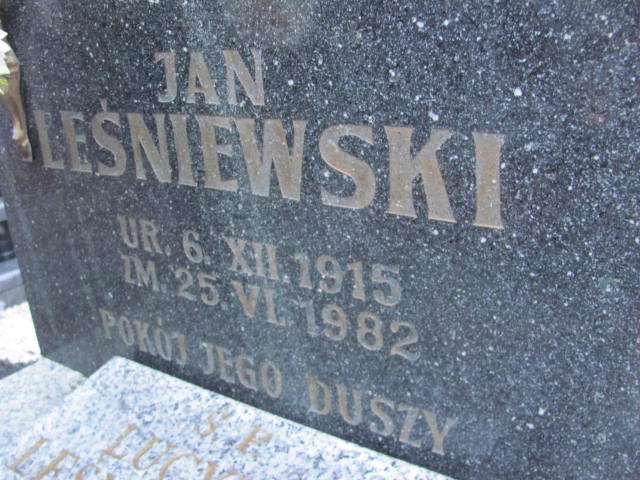 JAN
LEŚNIEWSKI
UR. 6. XII. 1915
ZM. 25. VI. 1982
POKÓJ JEGO DUSZY
Ś. P.